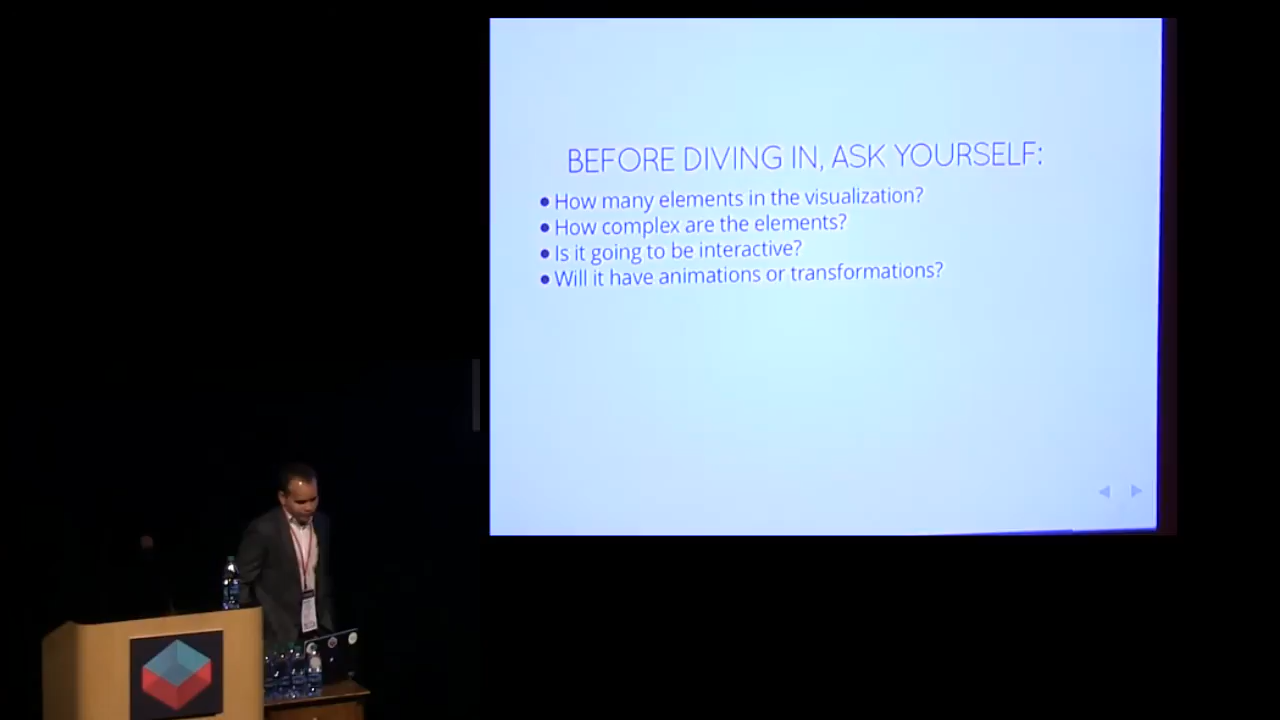 BEFORE DIVING IN, ASK YOURSELF:
• How many elements in the visualization?
• How complex are the elements?
• Is it going to be interactive?
• Will it have animations or transformations?